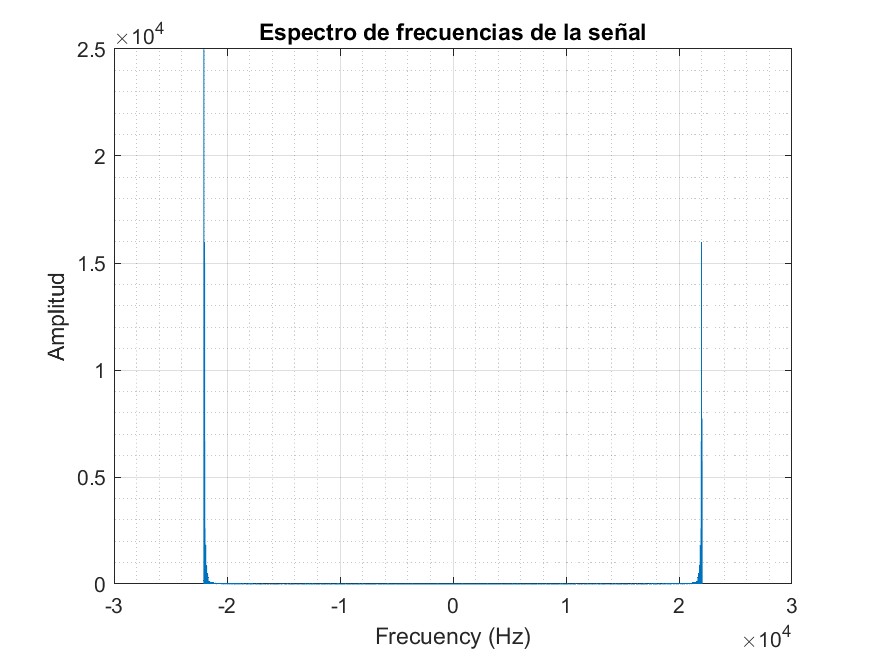 Espectro de frecuencias de la señal
×10⁴
2.5
2
1.5
1
0.5
0
Amplitud
-3 -2 -1 0 1 2 3
Frecuency (Hz)
×10⁴